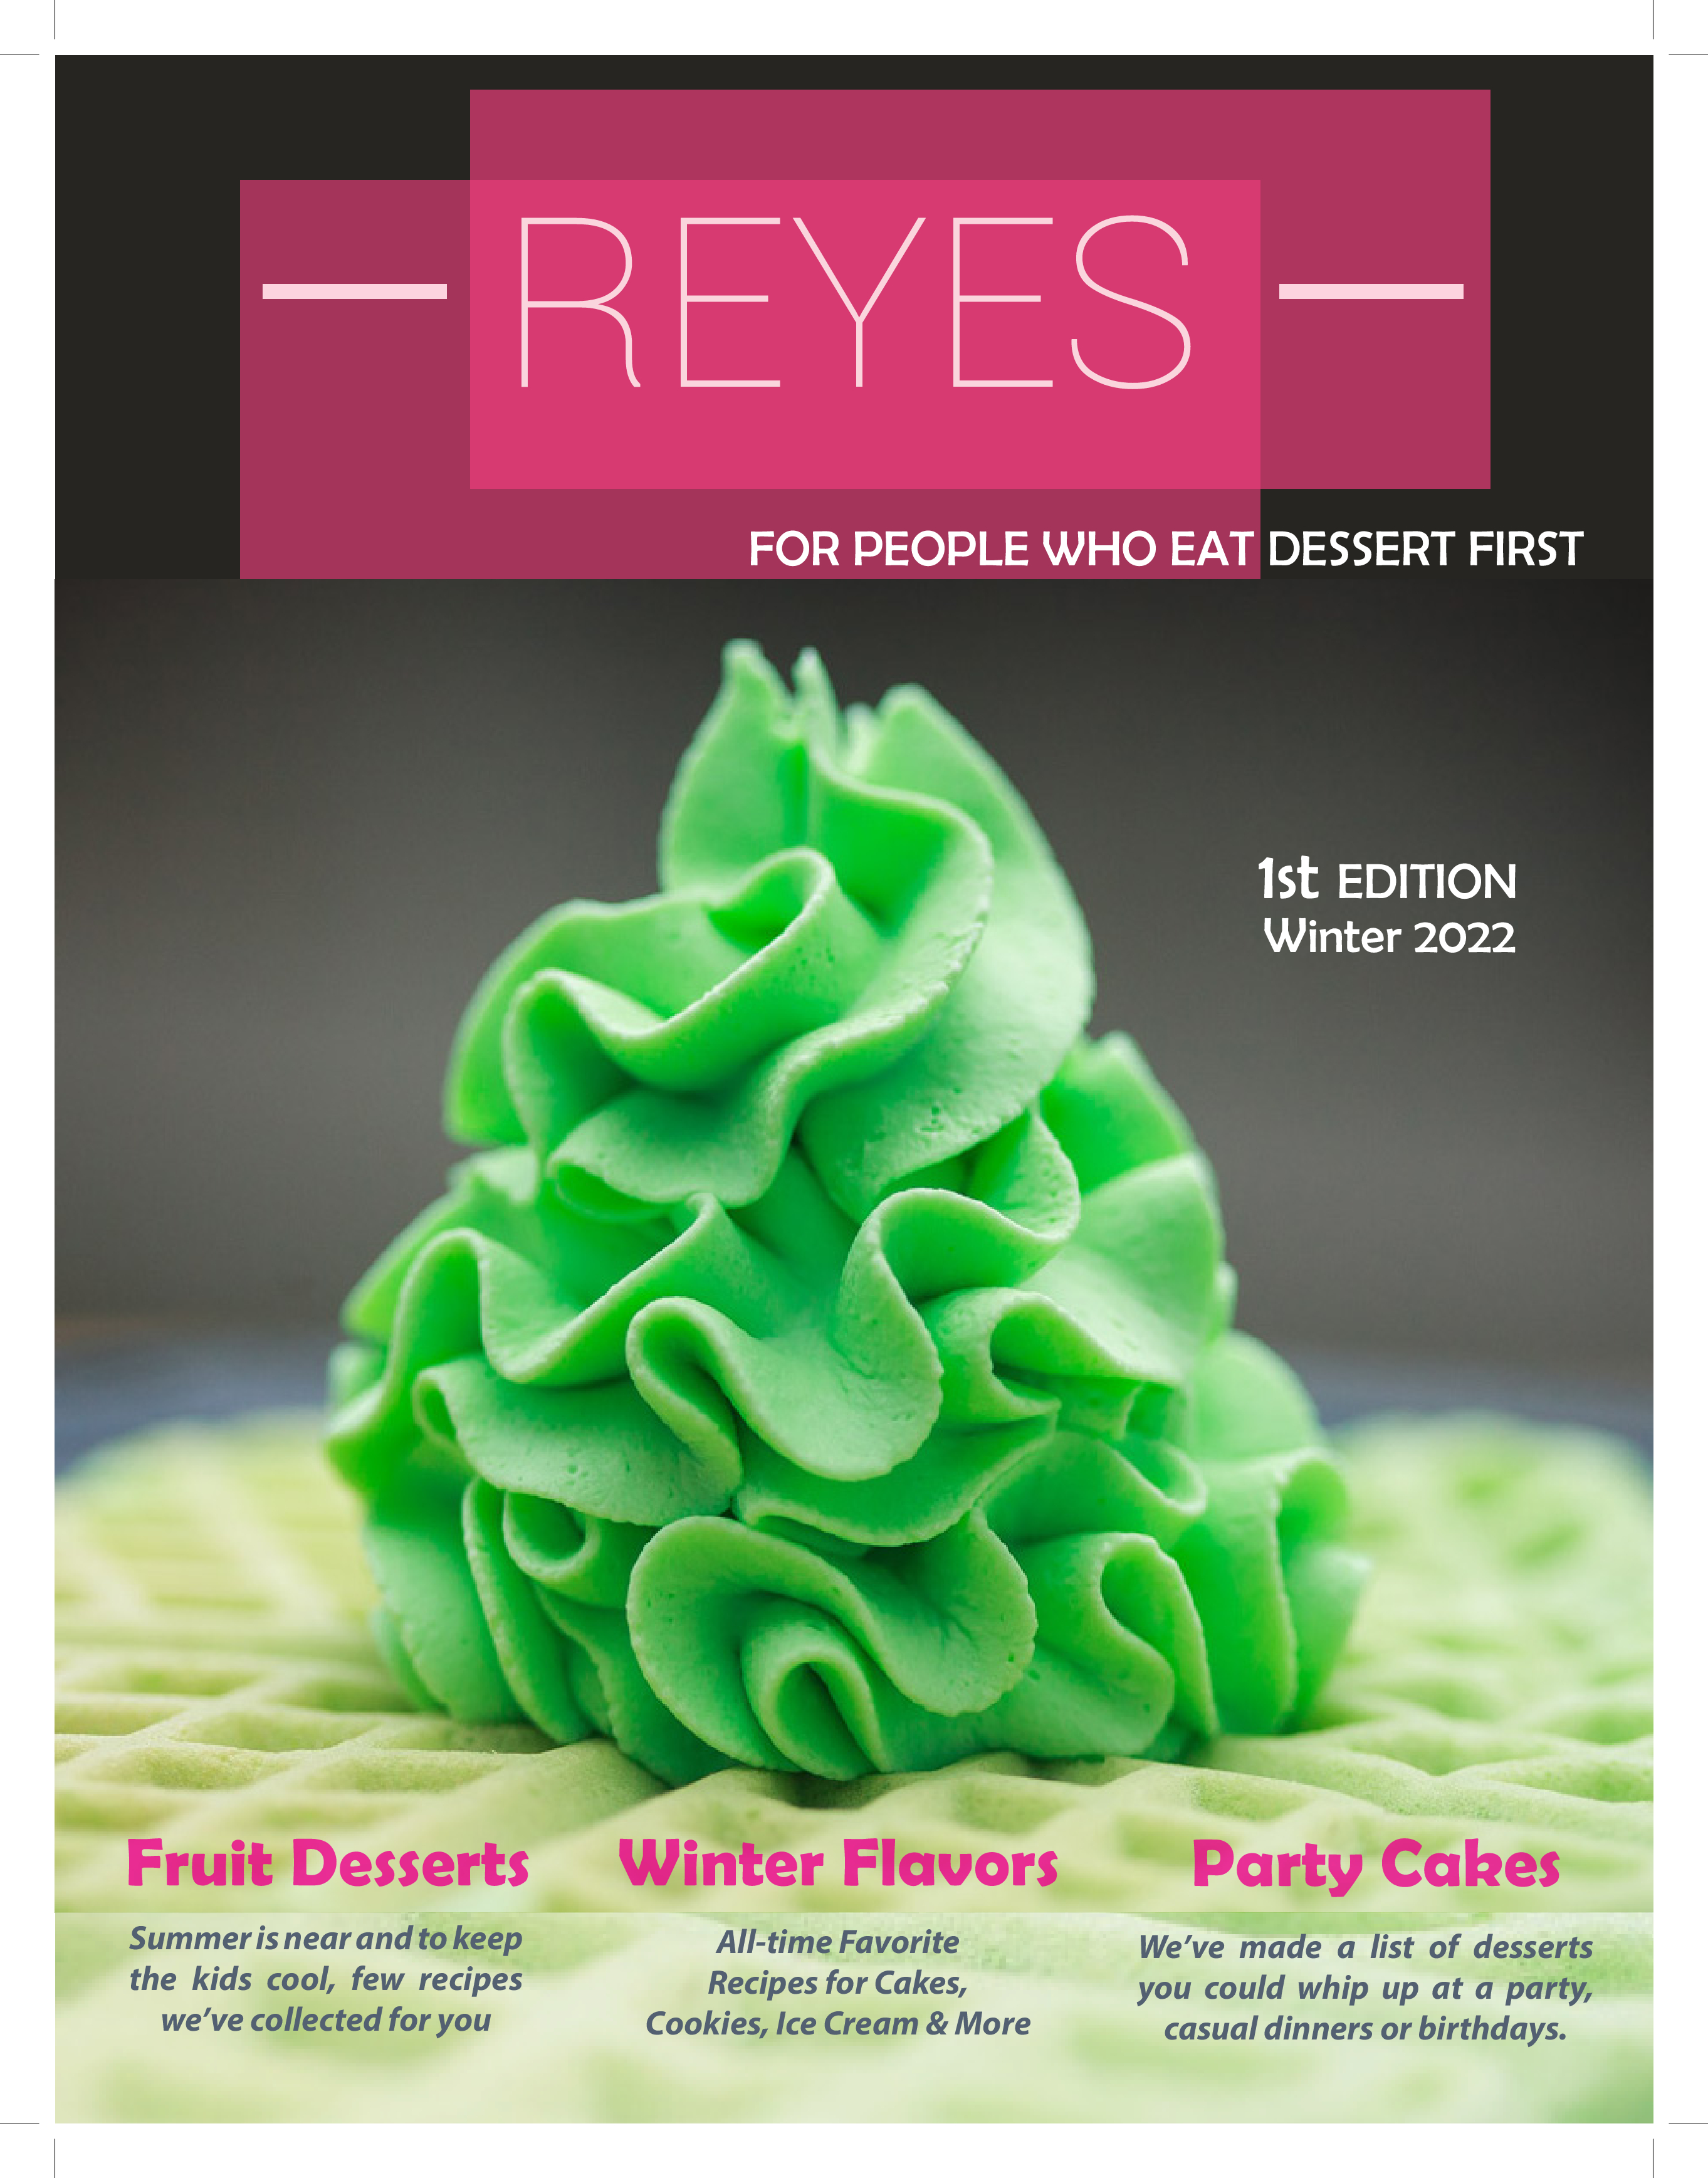 REYES
FOR PEOPLE WHO EAT DESSERT FIRST
1st EDITION
Winter 2022
Fruit Desserts
Summer is near and to keep
the kids cool, few recipes
we've collected for you
Winter Flavors
All-time Favorite
Recipes for Cakes,
Cookies, Ice Cream & More
Party Cakes
We've made a list of desserts
you could whip up at a party,
casual dinners or birthdays.